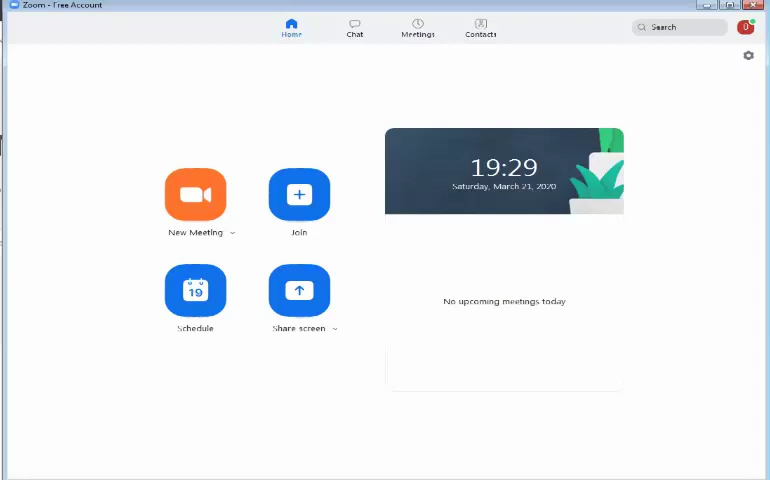 Zoom - Free Account
Home
Chat
Meetings
Contacts
Search
19:29
Saturday, March 21, 2020
New Meeting
Join
19
Schedule
Share screen
No upcoming meetings today